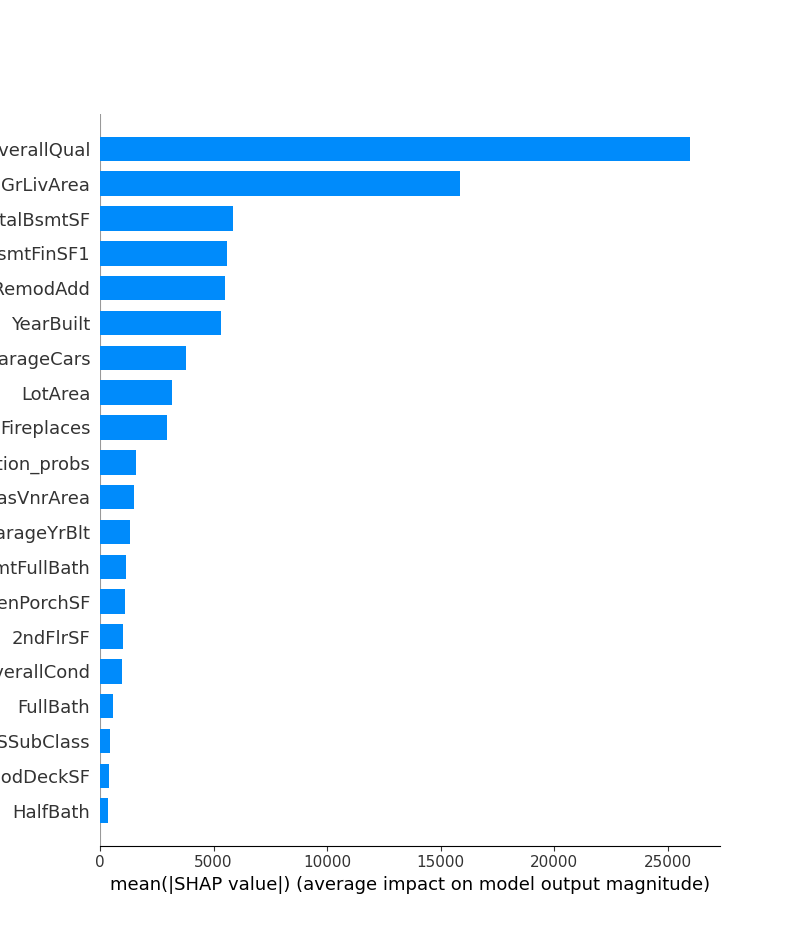 verallQual
GrLivArea
talBsmtSF
smtFinSF1
RemodAdd
YearBuilt
arageCars
LotArea
Fireplaces
tion_probs
asVnrArea
arageYrBlt
mtFullBath
enPorchSF
2ndFlrSF
verallCond
FullBath
SSubClass
odDeckSF
HalfBath
0 5000 10000 15000 20000 25000
mean(|SHAP value|) (average impact on model output magnitude)